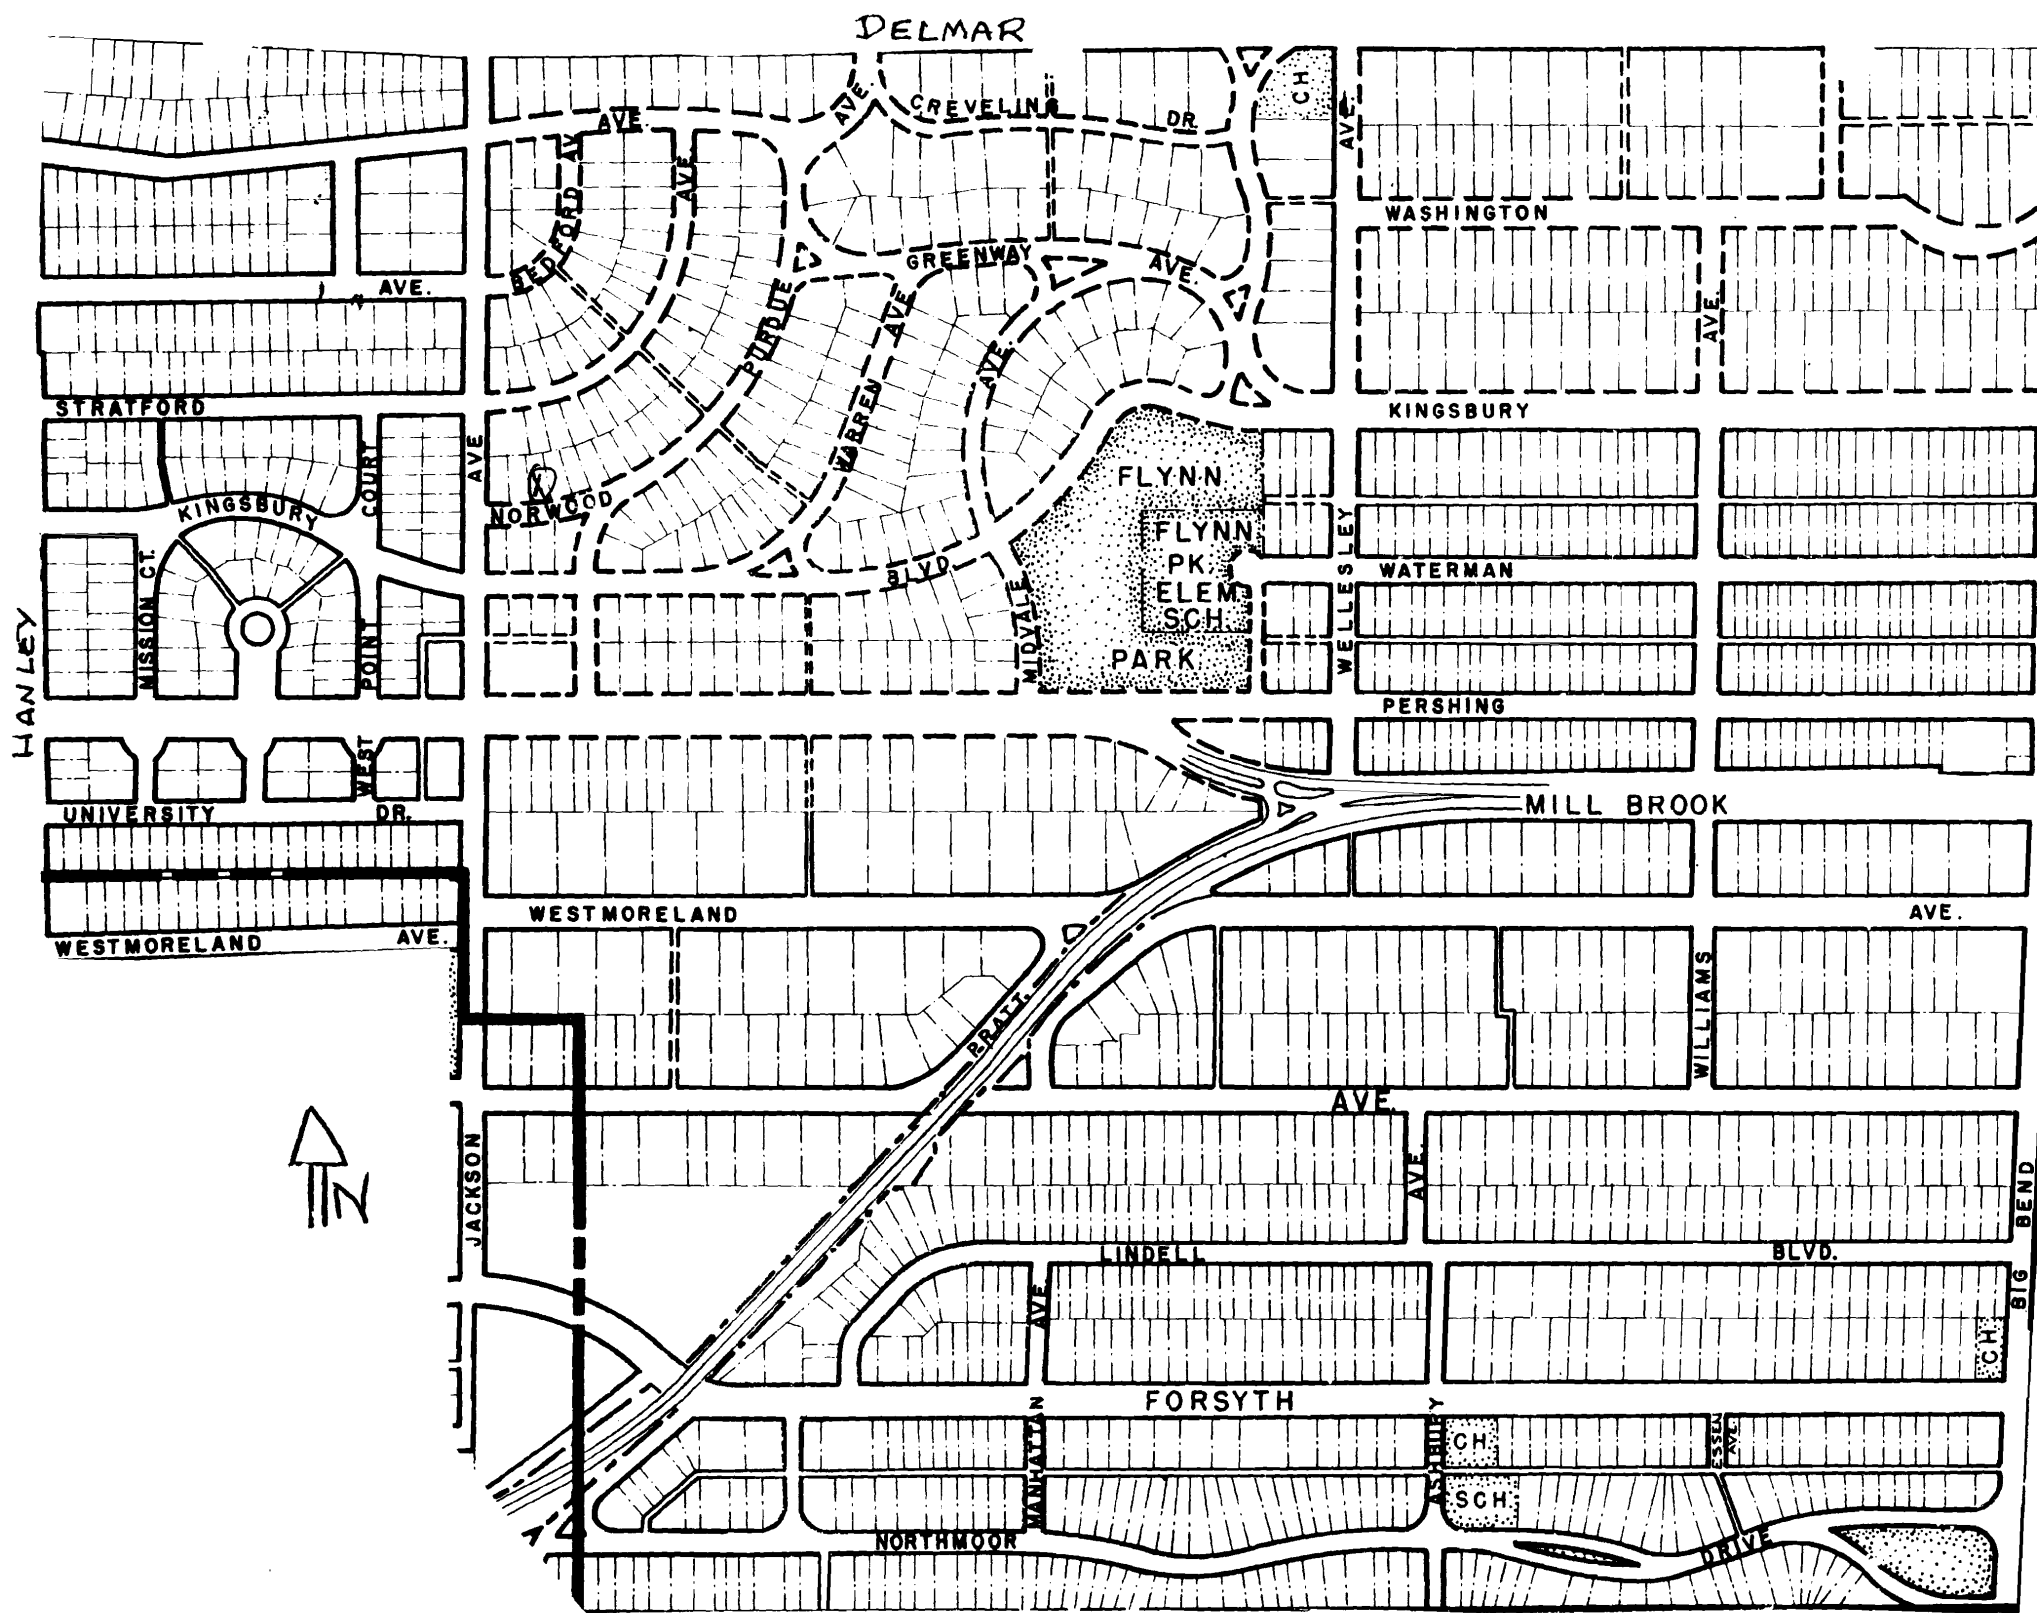 DELMAR
CH
CREVELING
AVE.
AVE.
DR.
AVE.
AVE.
BEDFORD AV
WASHINGTON
GREENWAY
AVE.
AVE.
PURDUE
AVE
AVE.
AVE.
STRATFORD
KINGSBURY
WARREN
COURT
AVE
FLYNN
NORWOOD
KINGSBURY
FLYNN
PK.
ELEM
SCH.
WELLESLEY
WATERMAN
BLVD.
MISSION CT.
HANLEY
POINT
MIDVALE
PARK
PERSHING
WEST
UNIVERSITY
DR.
MILL BROOK
WESTMORELAND
AVE.
WESTMORELAND
AVE.
WILLIAMS
PRATT.
AVE.
N
JACKSON
AVE.
BIG BEND
LINDELL
BLVD.
AVE
CH.
FORSYTH
MANHATTAN
ASHBURY
CH.
ESSEN
AVE.
SCH.
NORTHMOOR
DRIVE